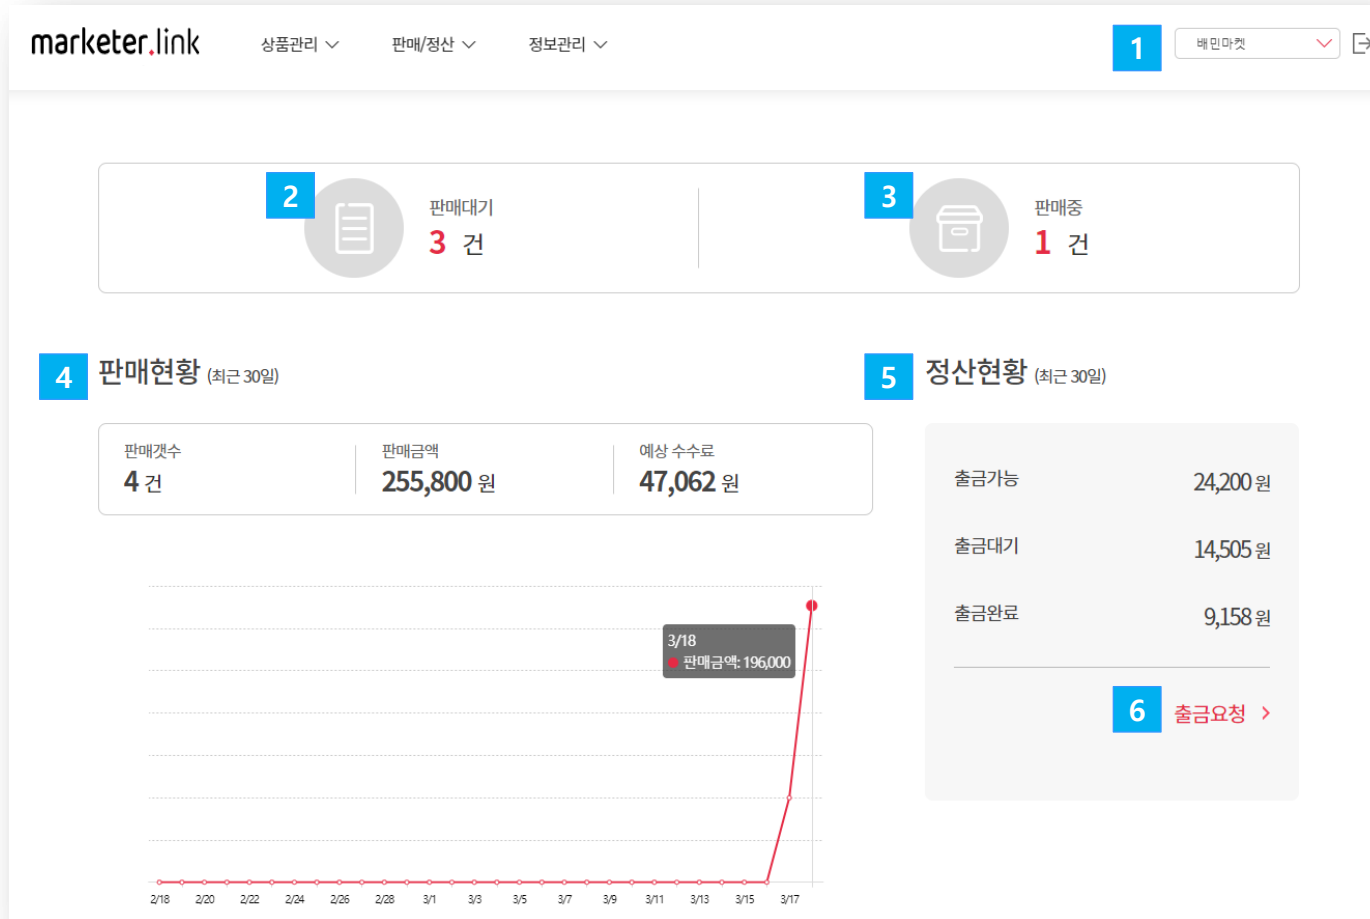 marketer.link
상품관리
판매/정산
정보관리
1
배민마켓
2
판매대기
3 건
3
판매중
1 건
4
판매현황 (최근 30일)
판매갯수
4 건
판매금액
255,800 원
예상 수수료
47,062 원
3/18
판매금액: 196,000
2/18 2/20 2/22 2/24 2/26 2/28 3/1 3/3 3/5 3/7 3/9 3/11 3/13 3/15 3/17
5
정산현황 (최근 30일)
출금가능 24,200 원
출금대기 14,505 원
출금완료 9,158 원
6
출금요청